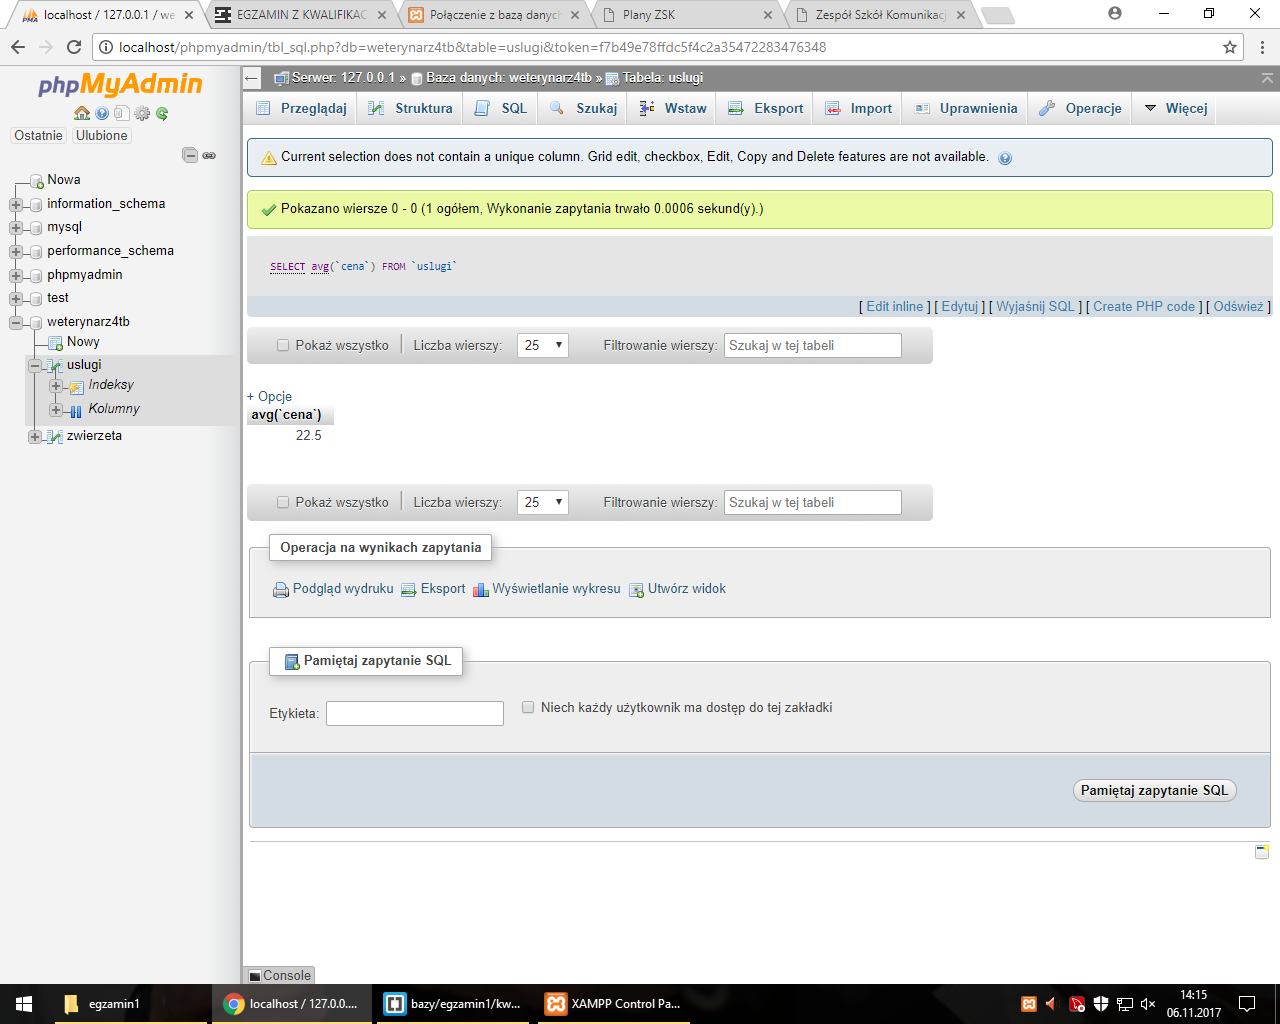 localhost / 127.0.0.1 / we
EGZAMIN Z KWALIFIKAC
Połączenie z bazą danych
Plany ZSK
Zespół Szkół Komunikacj
localhost/phpmyadmin/tbl_sql.php?db=weterynarz4tb&table=uslugi&token=f7b49e78ffdc5f4c2a35472283476348
phpMyAdmin
Ostatnie
Ulubione
Nowa
information_schema
mysql
performance_schema
phpmyadmin
test
weterynarz4tb
Nowy
uslugi
Indeksy
Kolumny
zwierzeta
Serwer: 127.0.0.1 » Baza danych: weterynarz4tb » Tabela: uslugi
Przeglądaj
Struktura
SQL
Szukaj
Wstaw
Eksport
Import
Uprawnienia
Operacje
Więcej
Current selection does not contain a unique column. Grid edit, checkbox, Edit, Copy and Delete features are not available.
Pokazano wiersze 0 - 0 (1 ogółem, Wykonanie zapytania trwało 0.0006 sekund(y).)
SELECT avg(`cena`) FROM `uslugi`
[ Edit inline ] [ Edytuj ] [ Wyjaśnij SQL ] [ Create PHP code ] [ Odśwież ]
Pokaż wszystko
Liczba wierszy:
25
Filtrowanie wierszy:
Szukaj w tej tabeli
+ Opcje
avg(`cena`)
22.5
Pokaż wszystko
Liczba wierszy:
25
Filtrowanie wierszy:
Szukaj w tej tabeli
Operacja na wynikach zapytania
Podgląd wydruku
Eksport
Wyświetlanie wykresu
Utwórz widok
Pamiętaj zapytanie SQL
Etykieta:
Niech każdy użytkownik ma dostęp do tej zakładki
Pamiętaj zapytanie SQL
Console
egzamin1
localhost / 127.0.0....
bazy/egzamin1/kw...
XAMPP Control Pa...
14:15
06.11.2017